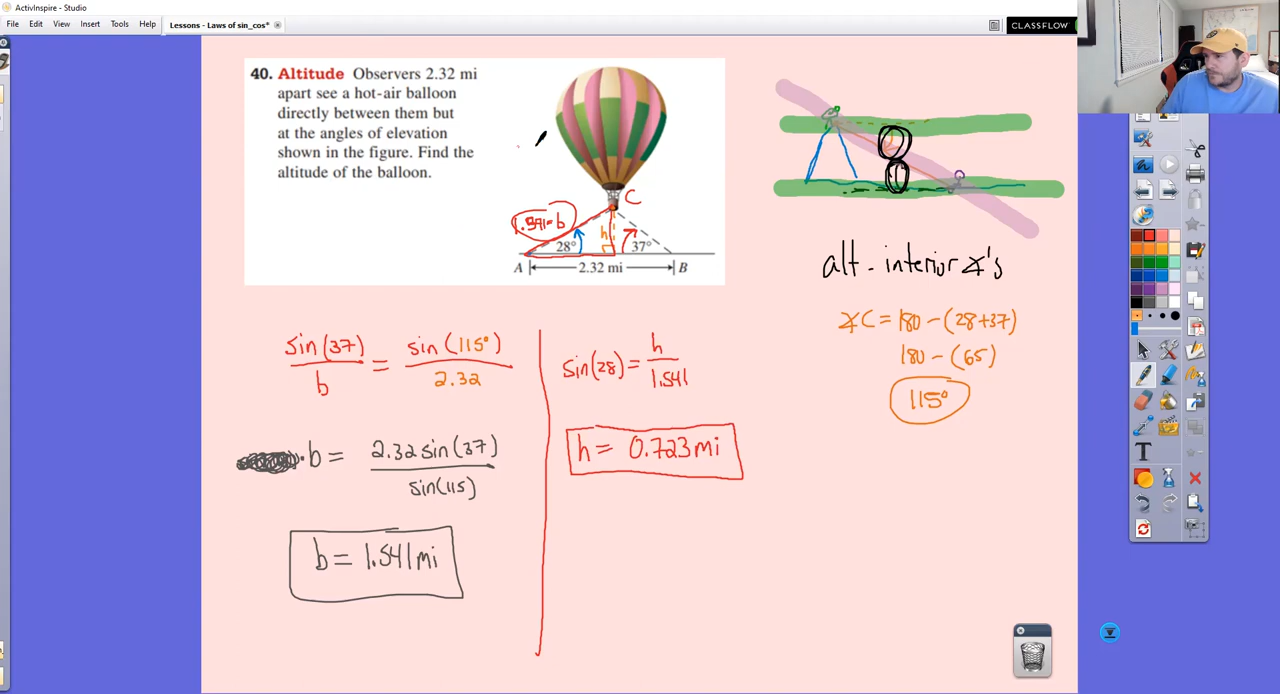 ActivInspire - Studio
File Edit View Insert Tools Help
Lessons - Laws of sin_cos*
CLASSFLOW
40. Altitude Observers 2.32 mi
apart see a hot-air balloon
directly between them but
at the angles of elevation
shown in the figure. Find the
altitude of the balloon.
C
1.541=b
h
28°
37°
A
2.32 mi
B
8
alt. interior ∡'s
∡C = 180 - (28+37)
180 - (65)
115°
sin(37)/b = sin(115°)/2.32
·b = 2.32 sin(37)/sin(115)
b = 1.541 mi
sin(28) = h/1.541
h = 0.723 mi
T